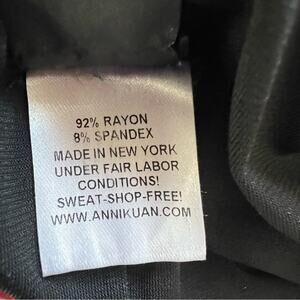 92% RAYON
8% SPANDEX
MADE IN NEW YORK
UNDER FAIR LABOR
CONDITIONS!
SWEAT-SHOP-FREE!
WWW.ANNIKUAN.COM